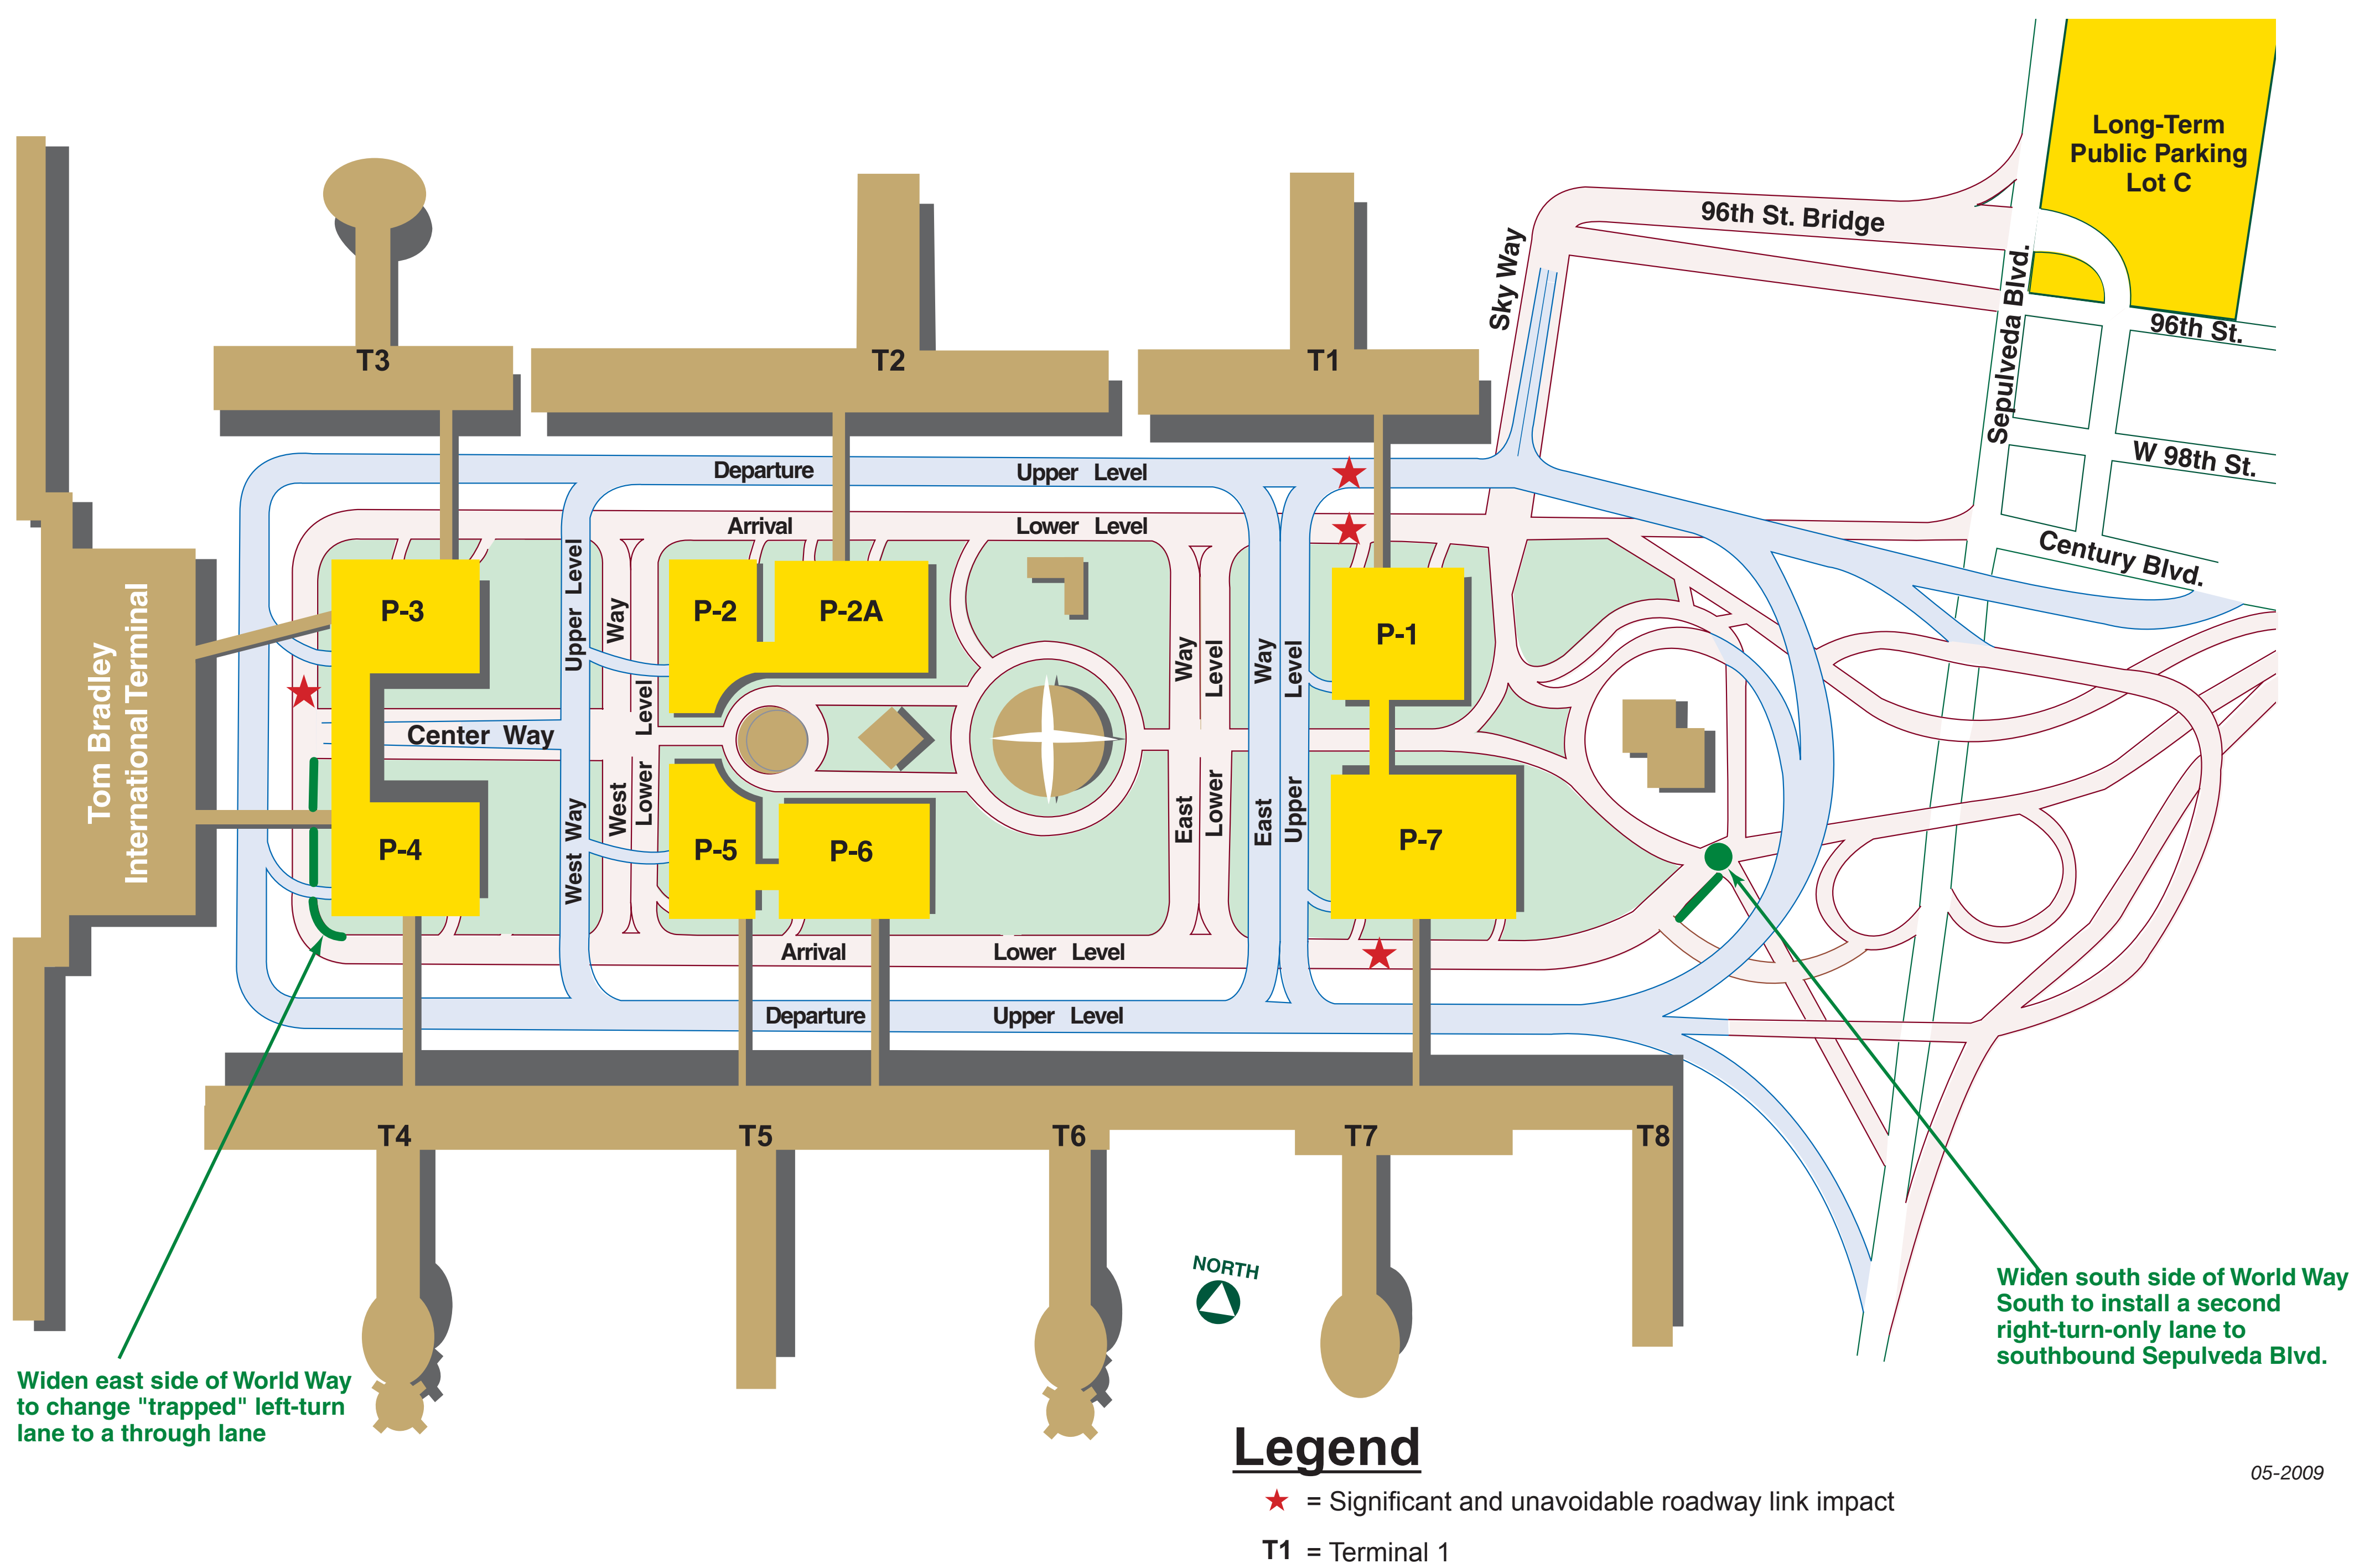 Long-Term
Public Parking
Lot C
96th St. Bridge
Sky Way
Sepulveda Blvd.
96th St.
W 98th St.
Century Blvd.
T3
T2
T1
Departure Upper Level
Arrival Lower Level
Tom Bradley
International Terminal
P-3
P-2
P-2A
P-1
Upper Level
Way
Level
Way
Level
Way
Level
Center Way
West Way
West
Lower
East
Lower
East
Upper
P-4
P-5
P-6
P-7
Arrival Lower Level
Departure Upper Level
T4
T5
T6
T7
T8
NORTH
Widen south side of World Way
South to install a second
right-turn-only lane to
southbound Sepulveda Blvd.
Widen east side of World Way
to change "trapped" left-turn
lane to a through lane
Legend
= Significant and unavoidable roadway link impact
T1 = Terminal 1
05-2009